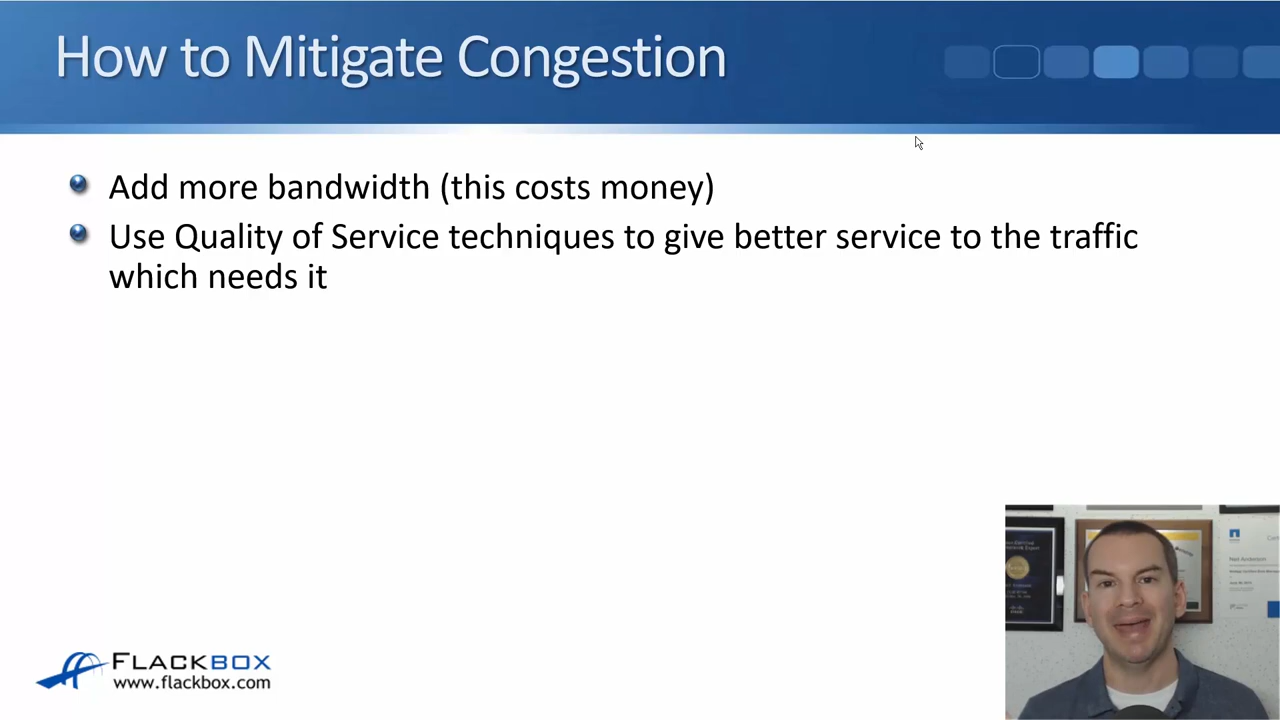 How to Mitigate Congestion
Add more bandwidth (this costs money)
Use Quality of Service techniques to give better service to the traffic
which needs it
FLACKBOX
www.flackbox.com